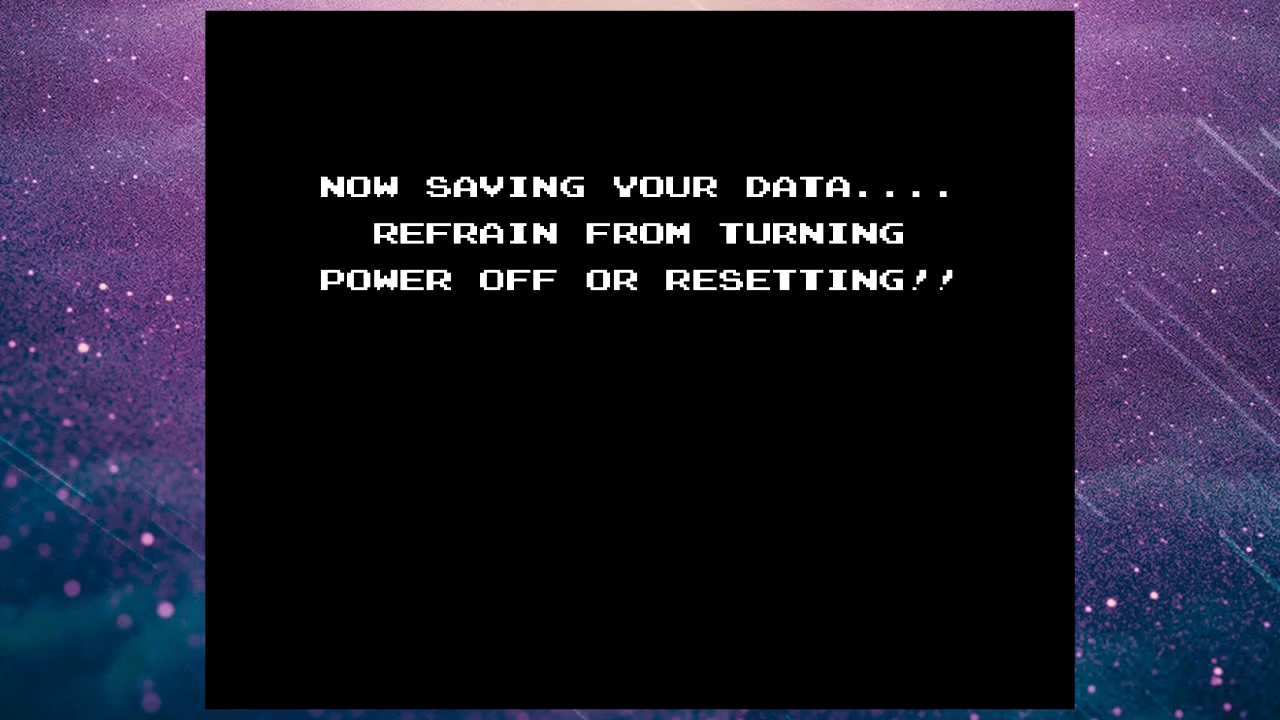 NOW SAVING YOUR DATA....
REFRAIN FROM TURNING
POWER OFF OR RESETTING!!